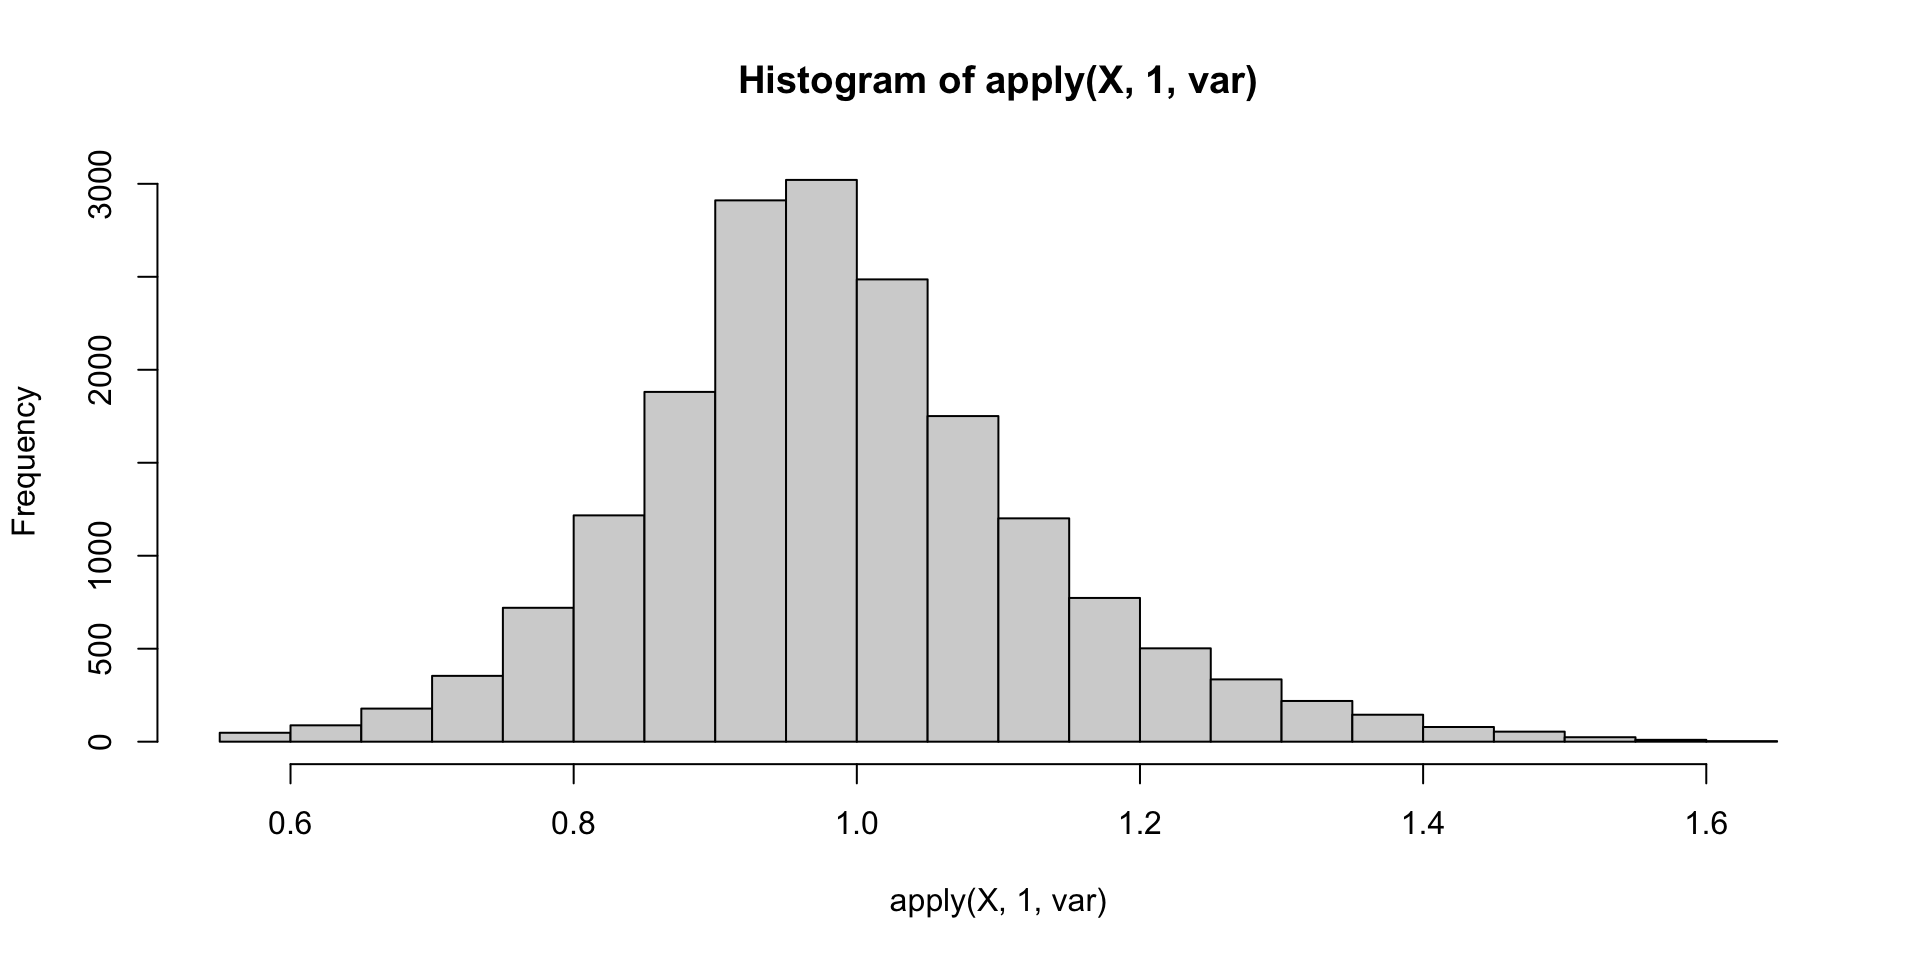 Histogram of apply(X, 1, var)
Frequency
3000
2000
1000
500
0
0.6 0.8 1.0 1.2 1.4 1.6
apply(X, 1, var)